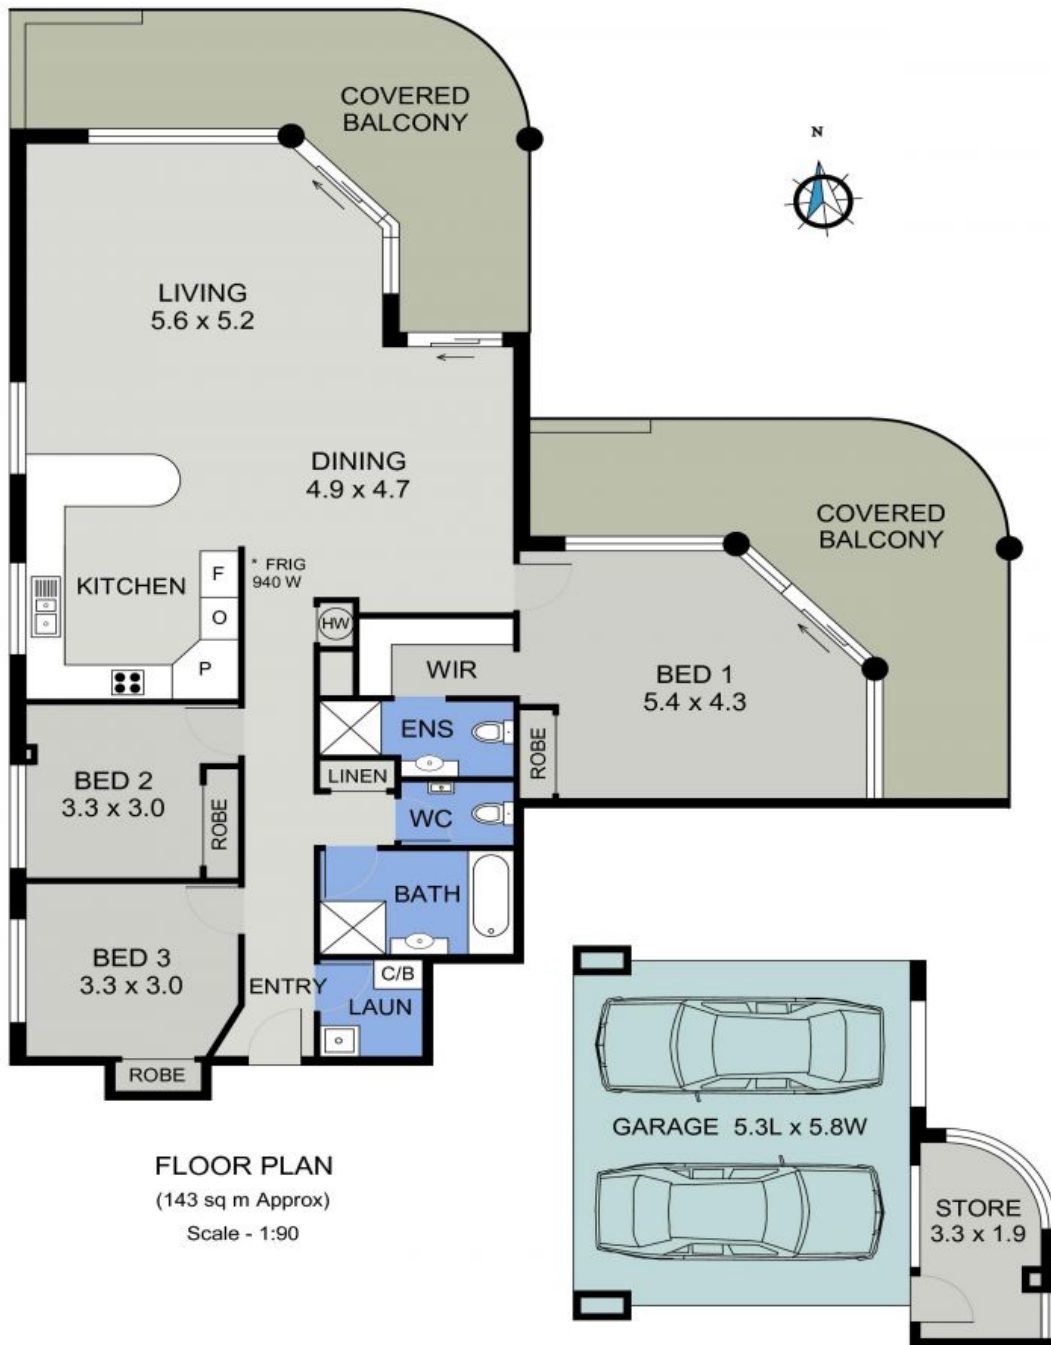 COVERED
BALCONY
N
LIVING
5.6 x 5.2
DINING
4.9 x 4.7
COVERED
BALCONY
* FRIG
940 W
KITCHEN
F
O
P
HW
WIR
BED 1
5.4 x 4.3
ENS
ROBE
LINEN
BED 2
3.3 x 3.0
ROBE
WC
BATH
BED 3
3.3 x 3.0
ENTRY
C/B
LAUN
ROBE
GARAGE 5.3L x 5.8W
STORE
3.3 x 1.9
FLOOR PLAN
(143 sq m Approx)
Scale - 1:90